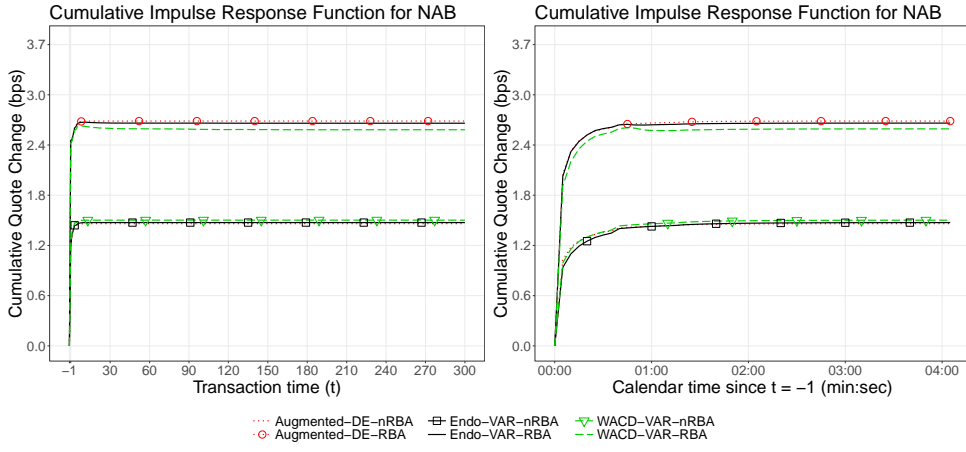 Cumulative Impulse Response Function for NAB
Cumulative Quote Change (bps)
3.7
3.0
2.4
1.8
1.2
0.6
0.0
−1 30 60 90 120 150 180 210 240 270 300
Transaction time (t)
Cumulative Impulse Response Function for NAB
Cumulative Quote Change (bps)
3.7
3.0
2.4
1.8
1.2
0.6
0.0
00:00 01:00 02:00 03:00 04:00
Calendar time since t = −1 (min:sec)
Augmented−DE−nRBA Endo−VAR−nRBA WACD−VAR−nRBA
Augmented−DE−RBA Endo−VAR−RBA WACD−VAR−RBA